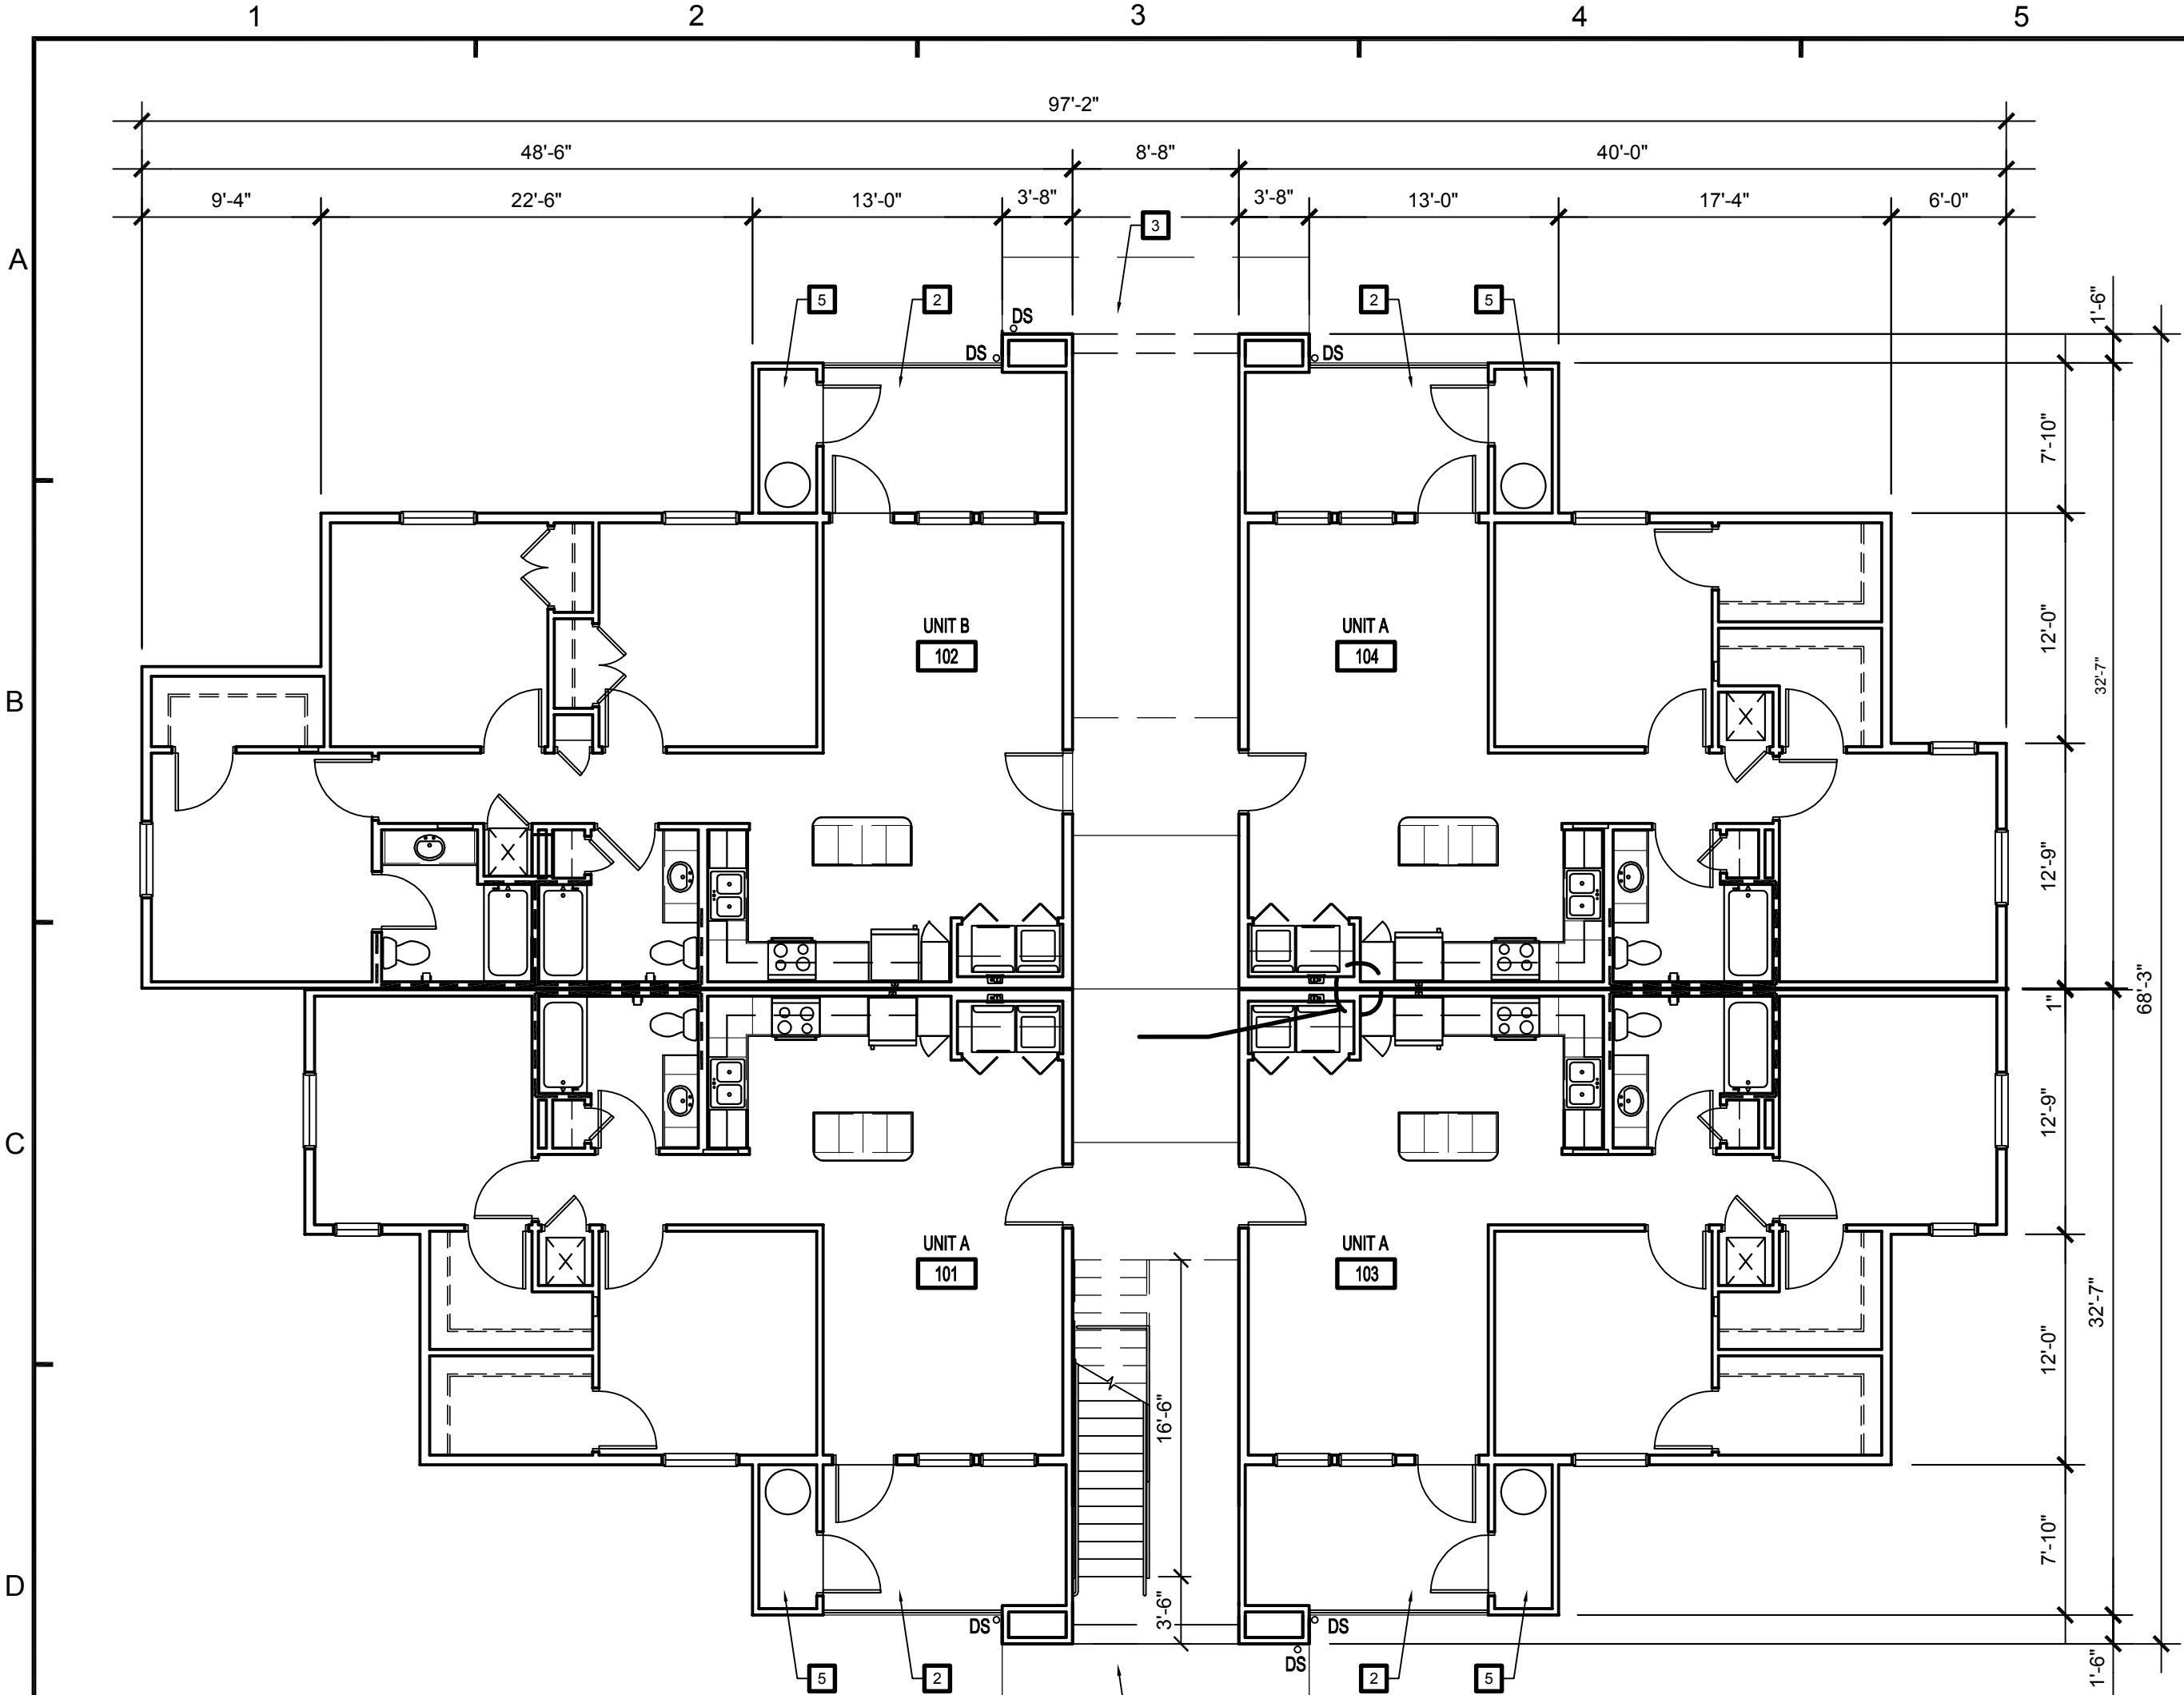 1 2 3 4 5
97'-2"
48'-6" 8'-8" 40'-0"
9'-4" 22'-6" 13'-0" 3'-8" 3'-8" 13'-0" 17'-4" 6'-0"
3
A
5 2 2 5
1'-6"
DS
DS DS
7'-10"
UNIT B UNIT A
102 104
12'-0"
32'-7"
B
12'-9"
68'-3"
1"
12'-9"
C
UNIT A UNIT A
101 103
32'-7"
12'-0"
16'-6"
7'-10"
D
3'-6"
DS DS
DS
1'-6"
5 2 2 5